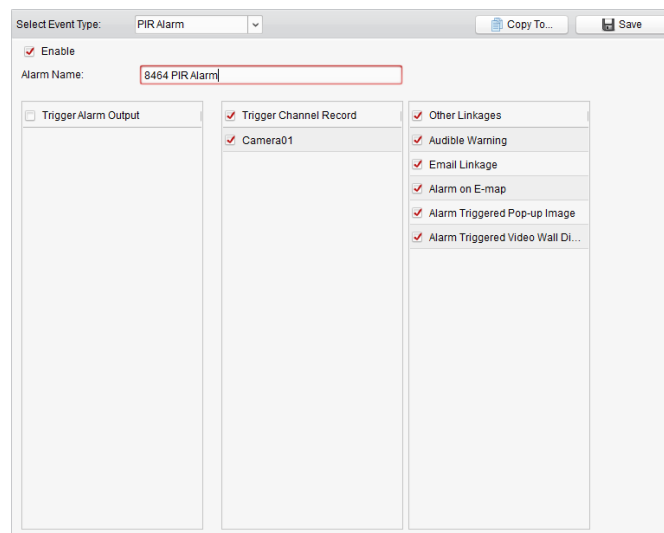 Select Event Type: PIR Alarm Copy To... Save
Enable
Alarm Name: 8464 PIR Alarm
Trigger Alarm Output Trigger Channel Record Other Linkages
Camera01 Audible Warning
Email Linkage
Alarm on E-map
Alarm Triggered Pop-up Image
Alarm Triggered Video Wall Di...